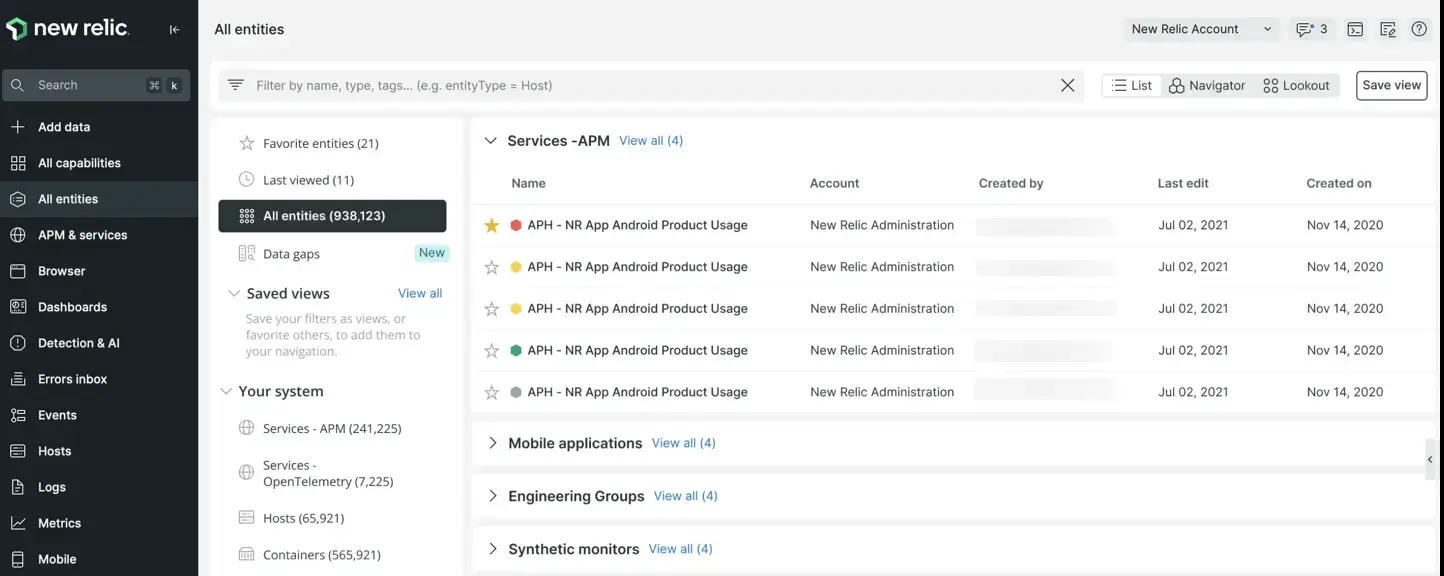 new relic.
Search ⌘ k
Add data
All capabilities
All entities
APM & services
Browser
Dashboards
Detection & AI
Errors inbox
Events
Hosts
Logs
Metrics
Mobile
All entities
New Relic Account
3
Filter by name, type, tags... (e.g. entityType = Host)
List
Navigator
Lookout
Save view
Favorite entities (21)
Last viewed (11)
All entities (938,123)
Data gaps New
Saved views View all
Save your filters as views, or
favorite others, to add them to
your navigation.
Your system
Services - APM (241,225)
Services -
OpenTelemetry (7,225)
Hosts (65,921)
Containers (565,921)
Services -APM View all (4)
Name Account Created by Last edit Created on
APH - NR App Android Product Usage New Relic Administration Jul 02, 2021 Nov 14, 2020
APH - NR App Android Product Usage New Relic Administration Jul 02, 2021 Nov 14, 2020
APH - NR App Android Product Usage New Relic Administration Jul 02, 2021 Nov 14, 2020
APH - NR App Android Product Usage New Relic Administration Jul 02, 2021 Nov 14, 2020
APH - NR App Android Product Usage New Relic Administration Jul 02, 2021 Nov 14, 2020
Mobile applications View all (4)
Engineering Groups View all (4)
Synthetic monitors View all (4)